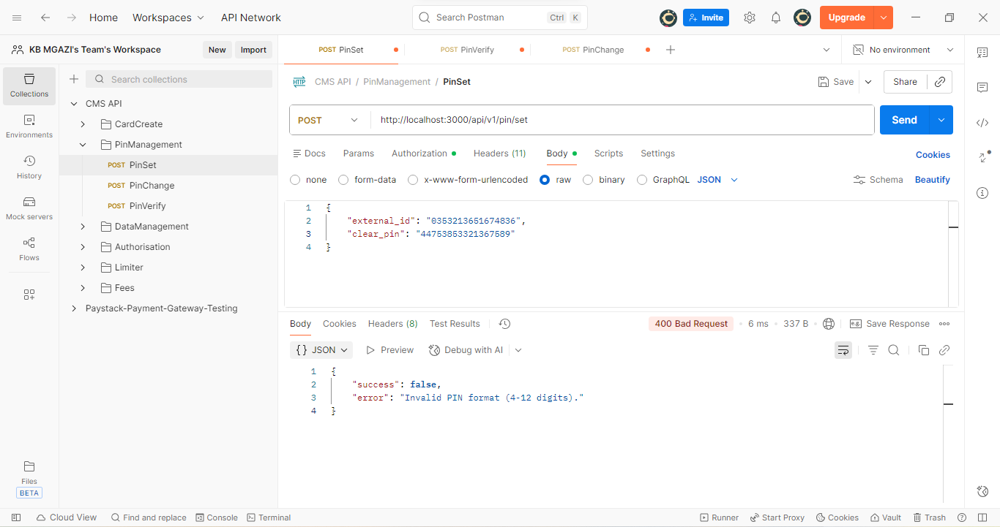 Home Workspaces API Network Search Postman Ctrl K Invite Upgrade
KB MGAZI's Team's Workspace New Import POST PinSet POST PinVerify POST PinChange No environment
Collections
Environments
History
Mock servers
Flows
Files
BETA
Search collections
CMS API
CardCreate
PinManagement
POST PinSet
POST PinChange
POST PinVerify
DataManagement
Authorisation
Limiter
Fees
Paystack-Payment-Gateway-Testing
HTTP CMS API / PinManagement / PinSet Save Share
POST http://localhost:3000/api/v1/pin/set Send
Docs Params Authorization Headers (11) Body Scripts Settings Cookies
none form-data x-www-form-urlencoded raw binary GraphQL JSON Schema Beautify
1 {
2 "external_id": "0353213651674836",
3 "clear_pin": "44753853321367589"
4 }
Body Cookies Headers (8) Test Results 400 Bad Request • 6 ms • 337 B e.g. Save Response
{} JSON Preview Debug with AI
1 {
2 "success": false,
3 "error": "Invalid PIN format (4-12 digits)."
4 }
Cloud View Find and replace Console Terminal Runner Start Proxy Cookies Vault Trash